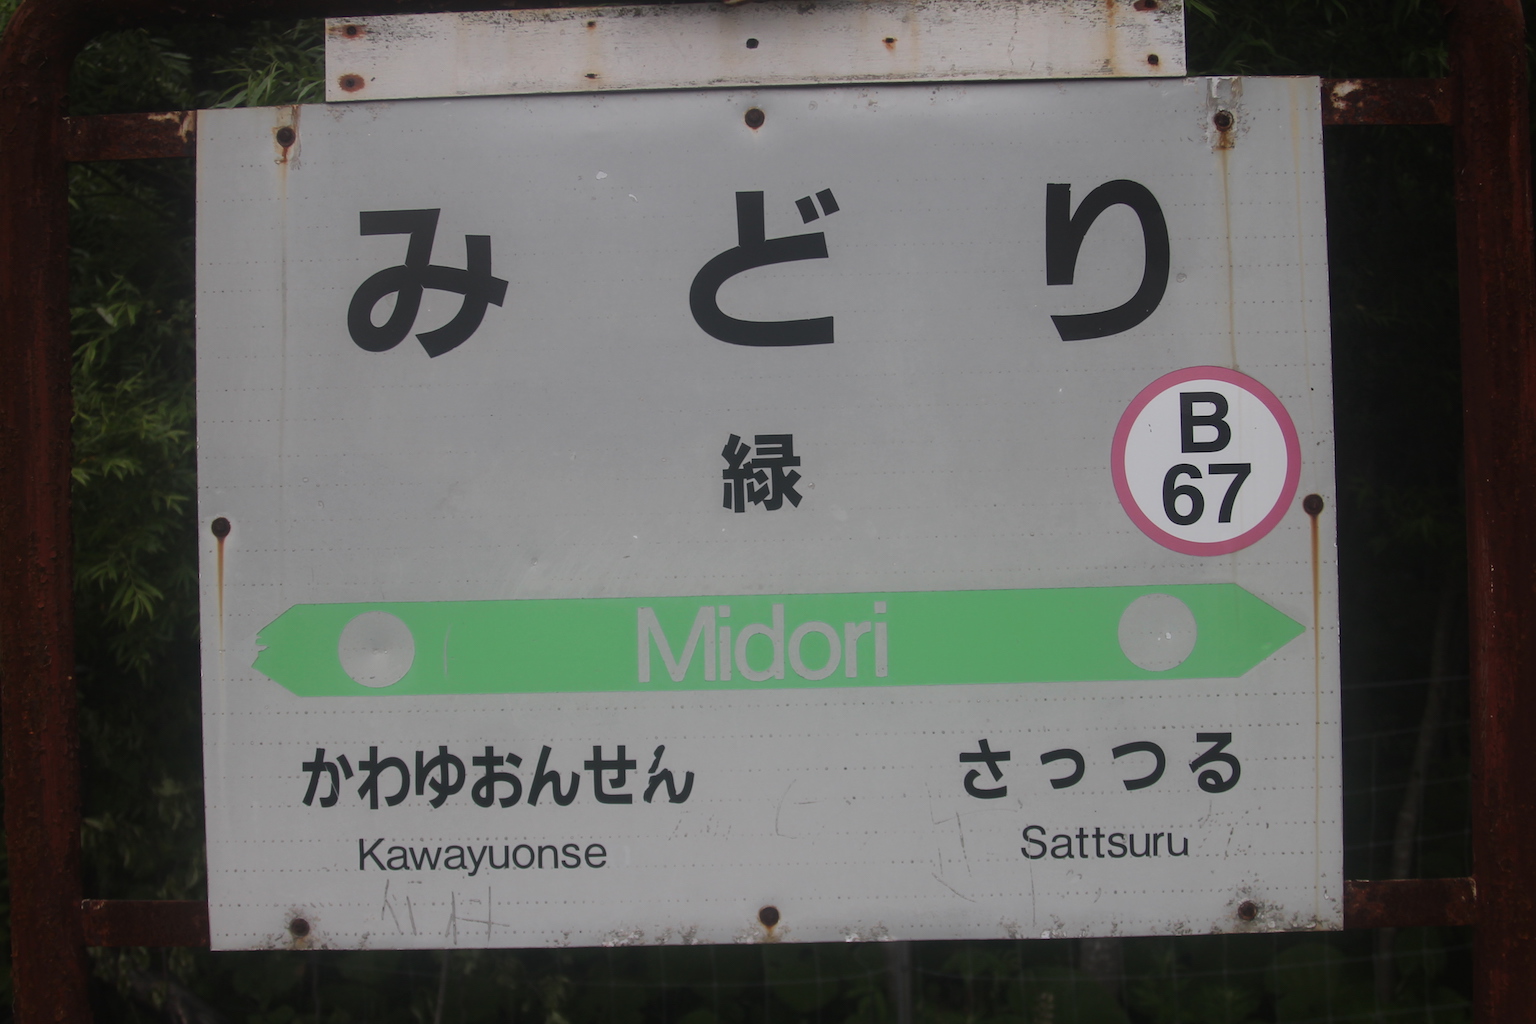 みどり
緑
B
67
Midori
かわゆおんせん
さっつる
Kawayuonse
Sattsuru